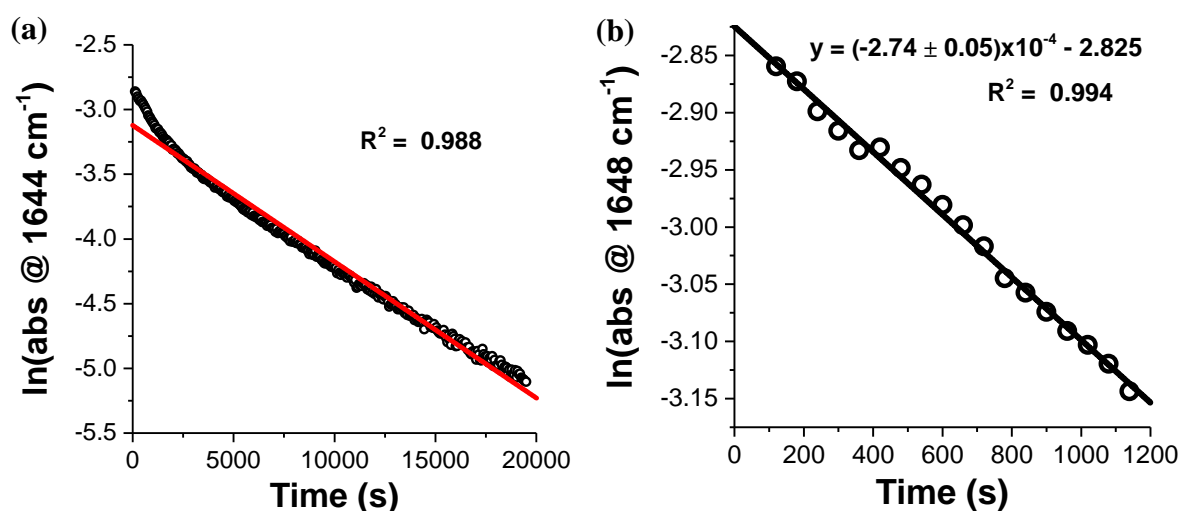 (a)
R² = 0.988
ln(abs @ 1644 cm⁻¹)
-2.5
-3.0
-3.5
-4.0
-4.5
-5.0
-5.5
0 5000 10000 15000 20000
Time (s)
(b)
y = (-2.74 ± 0.05)x10⁻⁴ - 2.825
R² = 0.994
ln(abs @ 1648 cm⁻¹)
-2.85
-2.90
-2.95
-3.00
-3.05
-3.10
-3.15
0 200 400 600 800 1000 1200
Time (s)